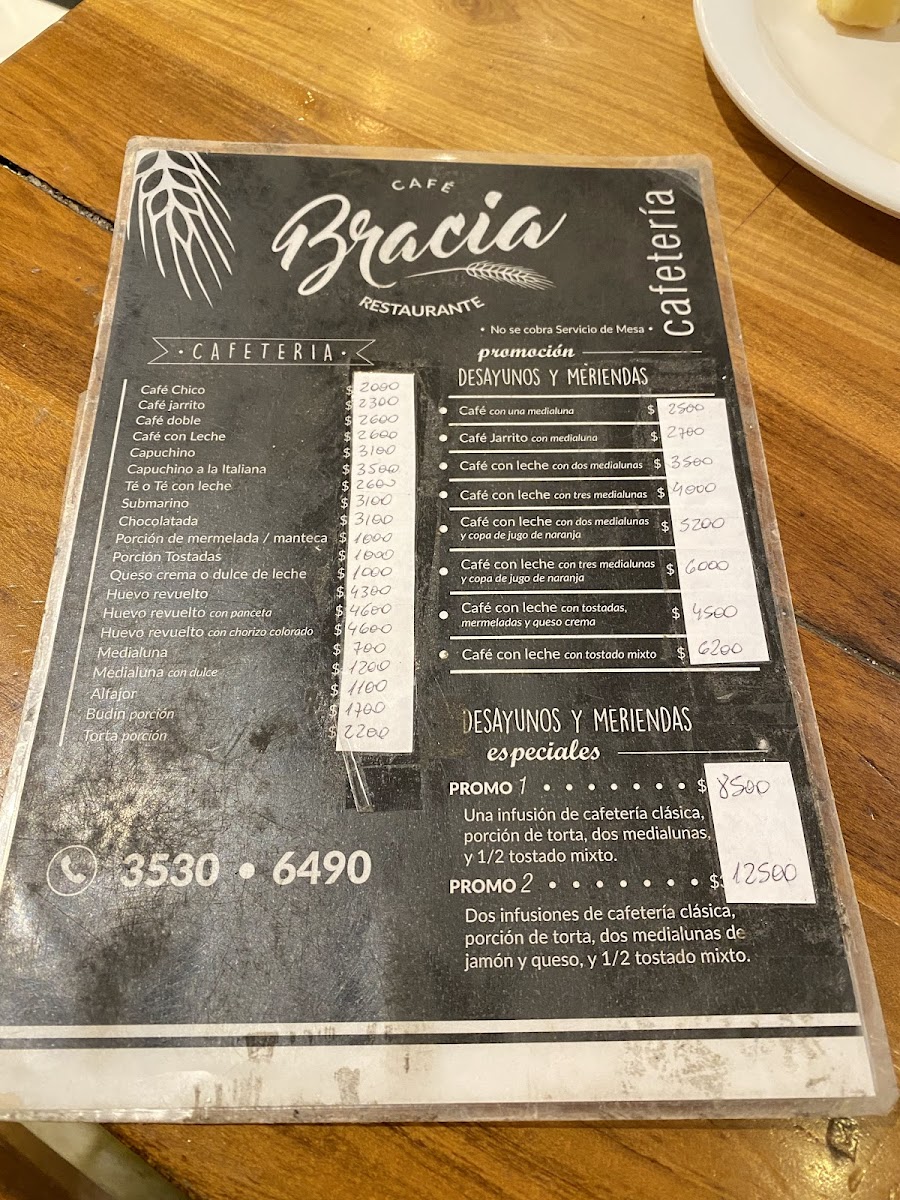 CAFÉ
Bracia
RESTAURANTE
cafetería
• No se cobra Servicio de Mesa •
· CAFETERIA ·
Café Chico $ 2000
Café jarrito $ 2300
Café doble $ 2600
Café con Leche $ 2600
Capuchino $ 3100
Capuchino a la Italiana $ 3500
Té o Té con leche $ 2600
Submarino $ 3100
Chocolatada $ 3100
Porción de mermelada / manteca $ 1000
Porción Tostadas $ 1000
Queso crema o dulce de leche $ 1000
Huevo revuelto $ 4300
Huevo revuelto con panceta $ 4600
Huevo revuelto con chorizo colorado $ 4600
Medialuna $ 700
Medialuna con dulce $ 1200
Alfajor $ 1100
Budin porción $ 1700
Torta porción $ 2200
3530 • 6490
promoción
DESAYUNOS Y MERIENDAS
• Café con una medialuna $ 2500
• Café Jarrito con medialuna $ 2700
• Café con leche con dos medialunas $ 3500
• Café con leche con tres medialunas $ 4000
• Café con leche con dos medialunas $ 5200
y copa de jugo de naranja
• Café con leche con tres medialunas $ 6000
y copa de jugo de naranja
• Café con leche con tostadas, $ 4500
mermeladas y queso crema
• Café con leche con tostado mixto $ 6200
DESAYUNOS Y MERIENDAS
especiales
PROMO 1 • • • • • • • $ 8500
Una infusión de cafetería clásica,
porción de torta, dos medialunas,
y 1/2 tostado mixto.
PROMO 2 • • • • • • • $ 12500
Dos infusiones de cafetería clásica,
porción de torta, dos medialunas de
jamón y queso, y 1/2 tostado mixto.